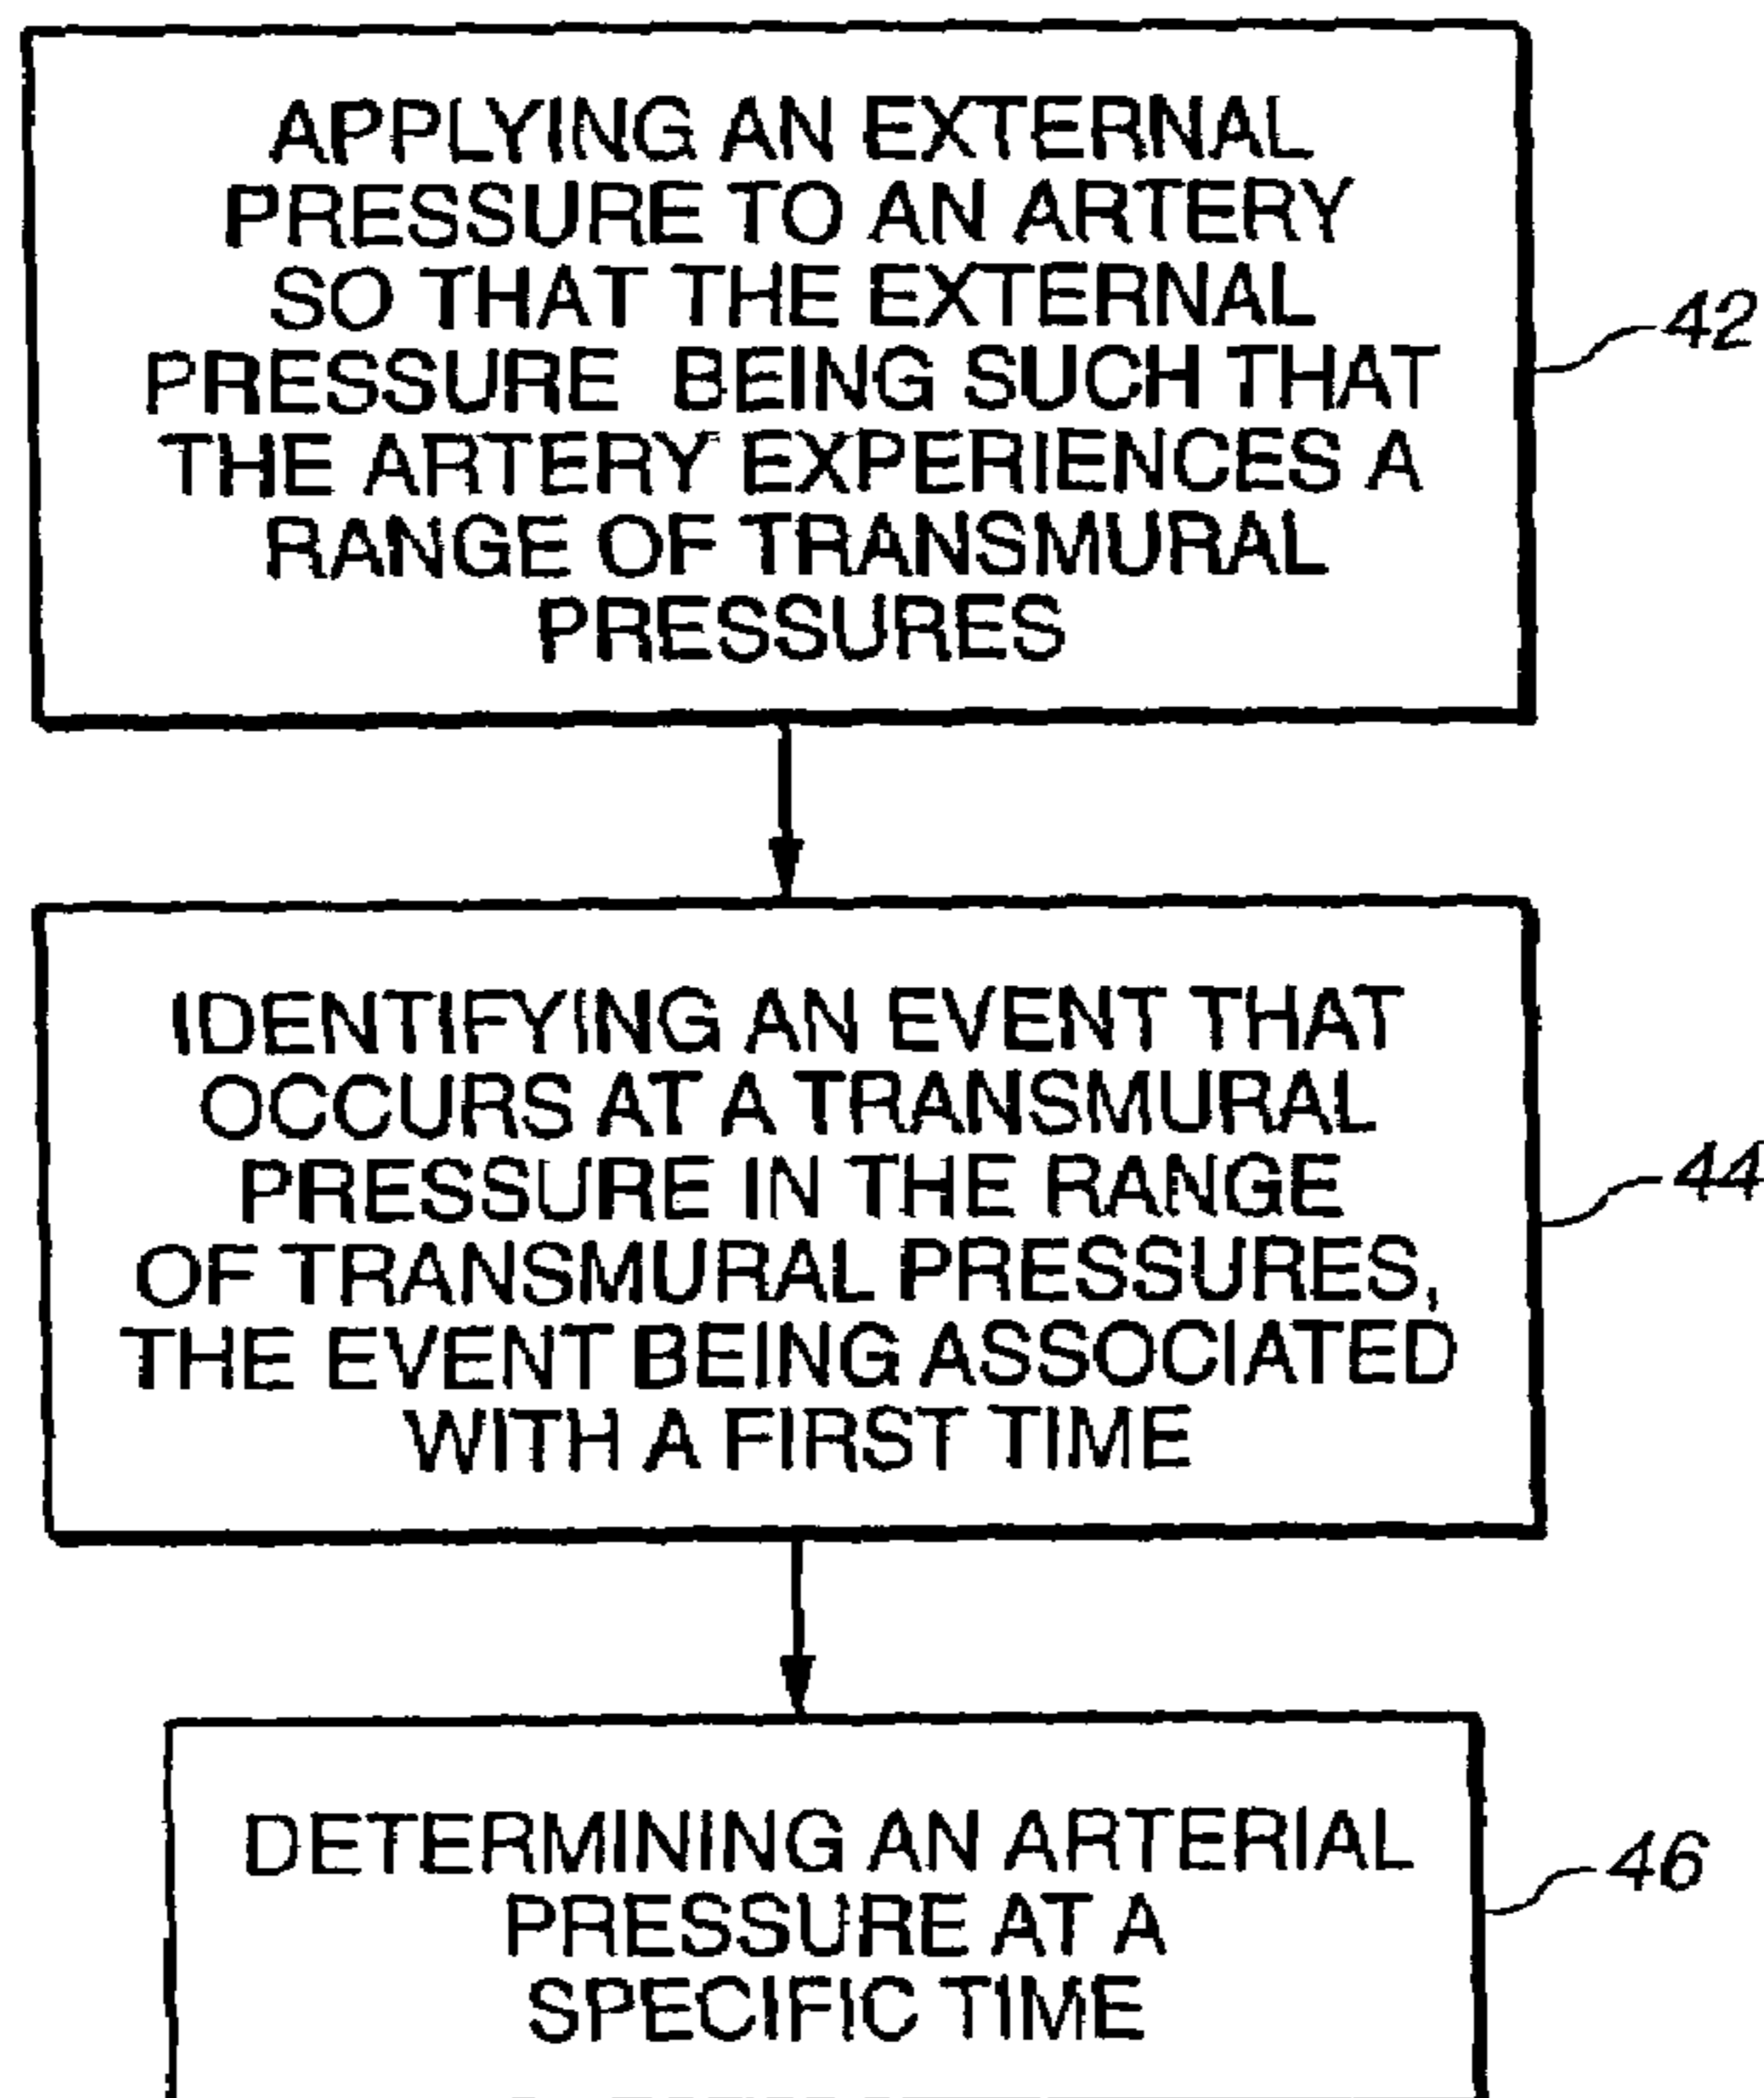 APPLYING AN EXTERNAL
PRESSURE TO AN ARTERY
SO THAT THE EXTERNAL
PRESSURE BEING SUCH THAT
THE ARTERY EXPERIENCES A
RANGE OF TRANSMURAL
PRESSURES
42
IDENTIFYING AN EVENT THAT
OCCURS AT A TRANSMURAL
PRESSURE IN THE RANGE
OF TRANSMURAL PRESSURES,
THE EVENT BEING ASSOCIATED
WITH A FIRST TIME
44
DETERMINING AN ARTERIAL
PRESSURE AT A
SPECIFIC TIME
46